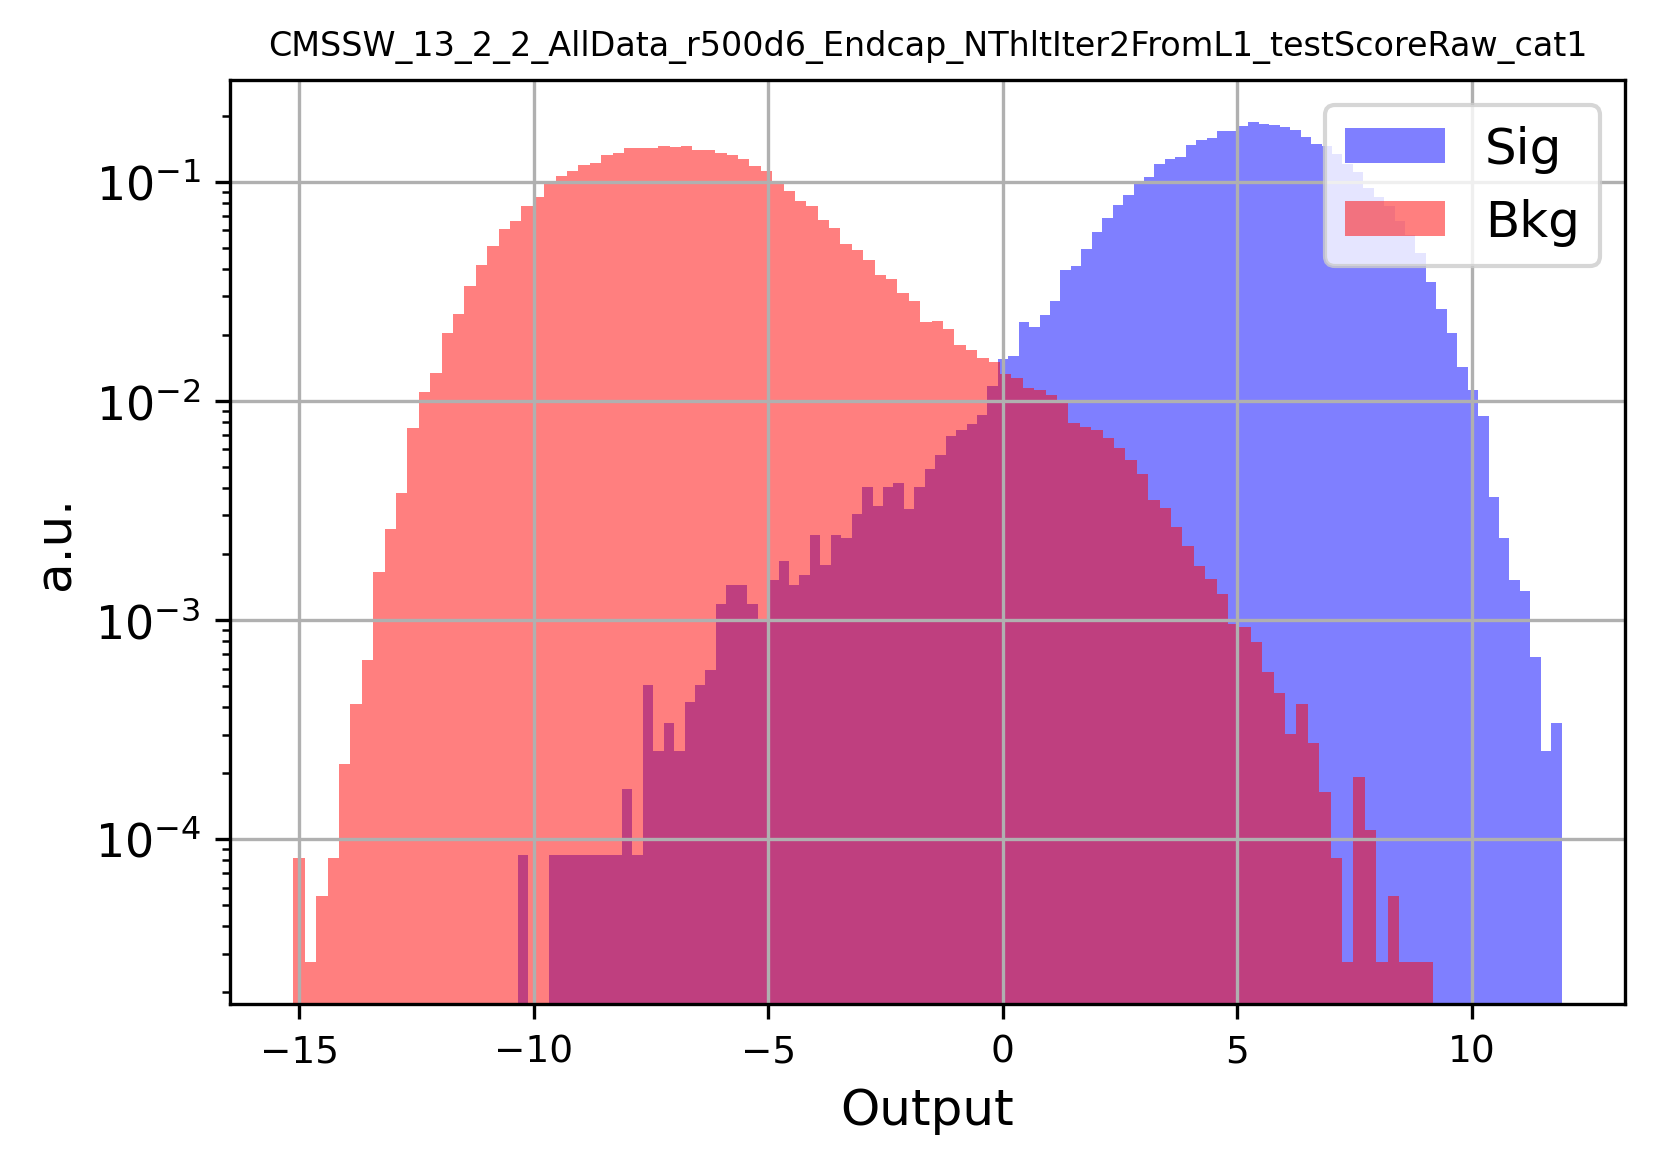 CMSSW_13_2_2_AllData_r500d6_Endcap_NThltIter2FromL1_testScoreRaw_cat1
Sig
Bkg
10⁻¹
10⁻²
10⁻³
10⁻⁴
a.u.
−15 −10 −5 0 5 10
Output